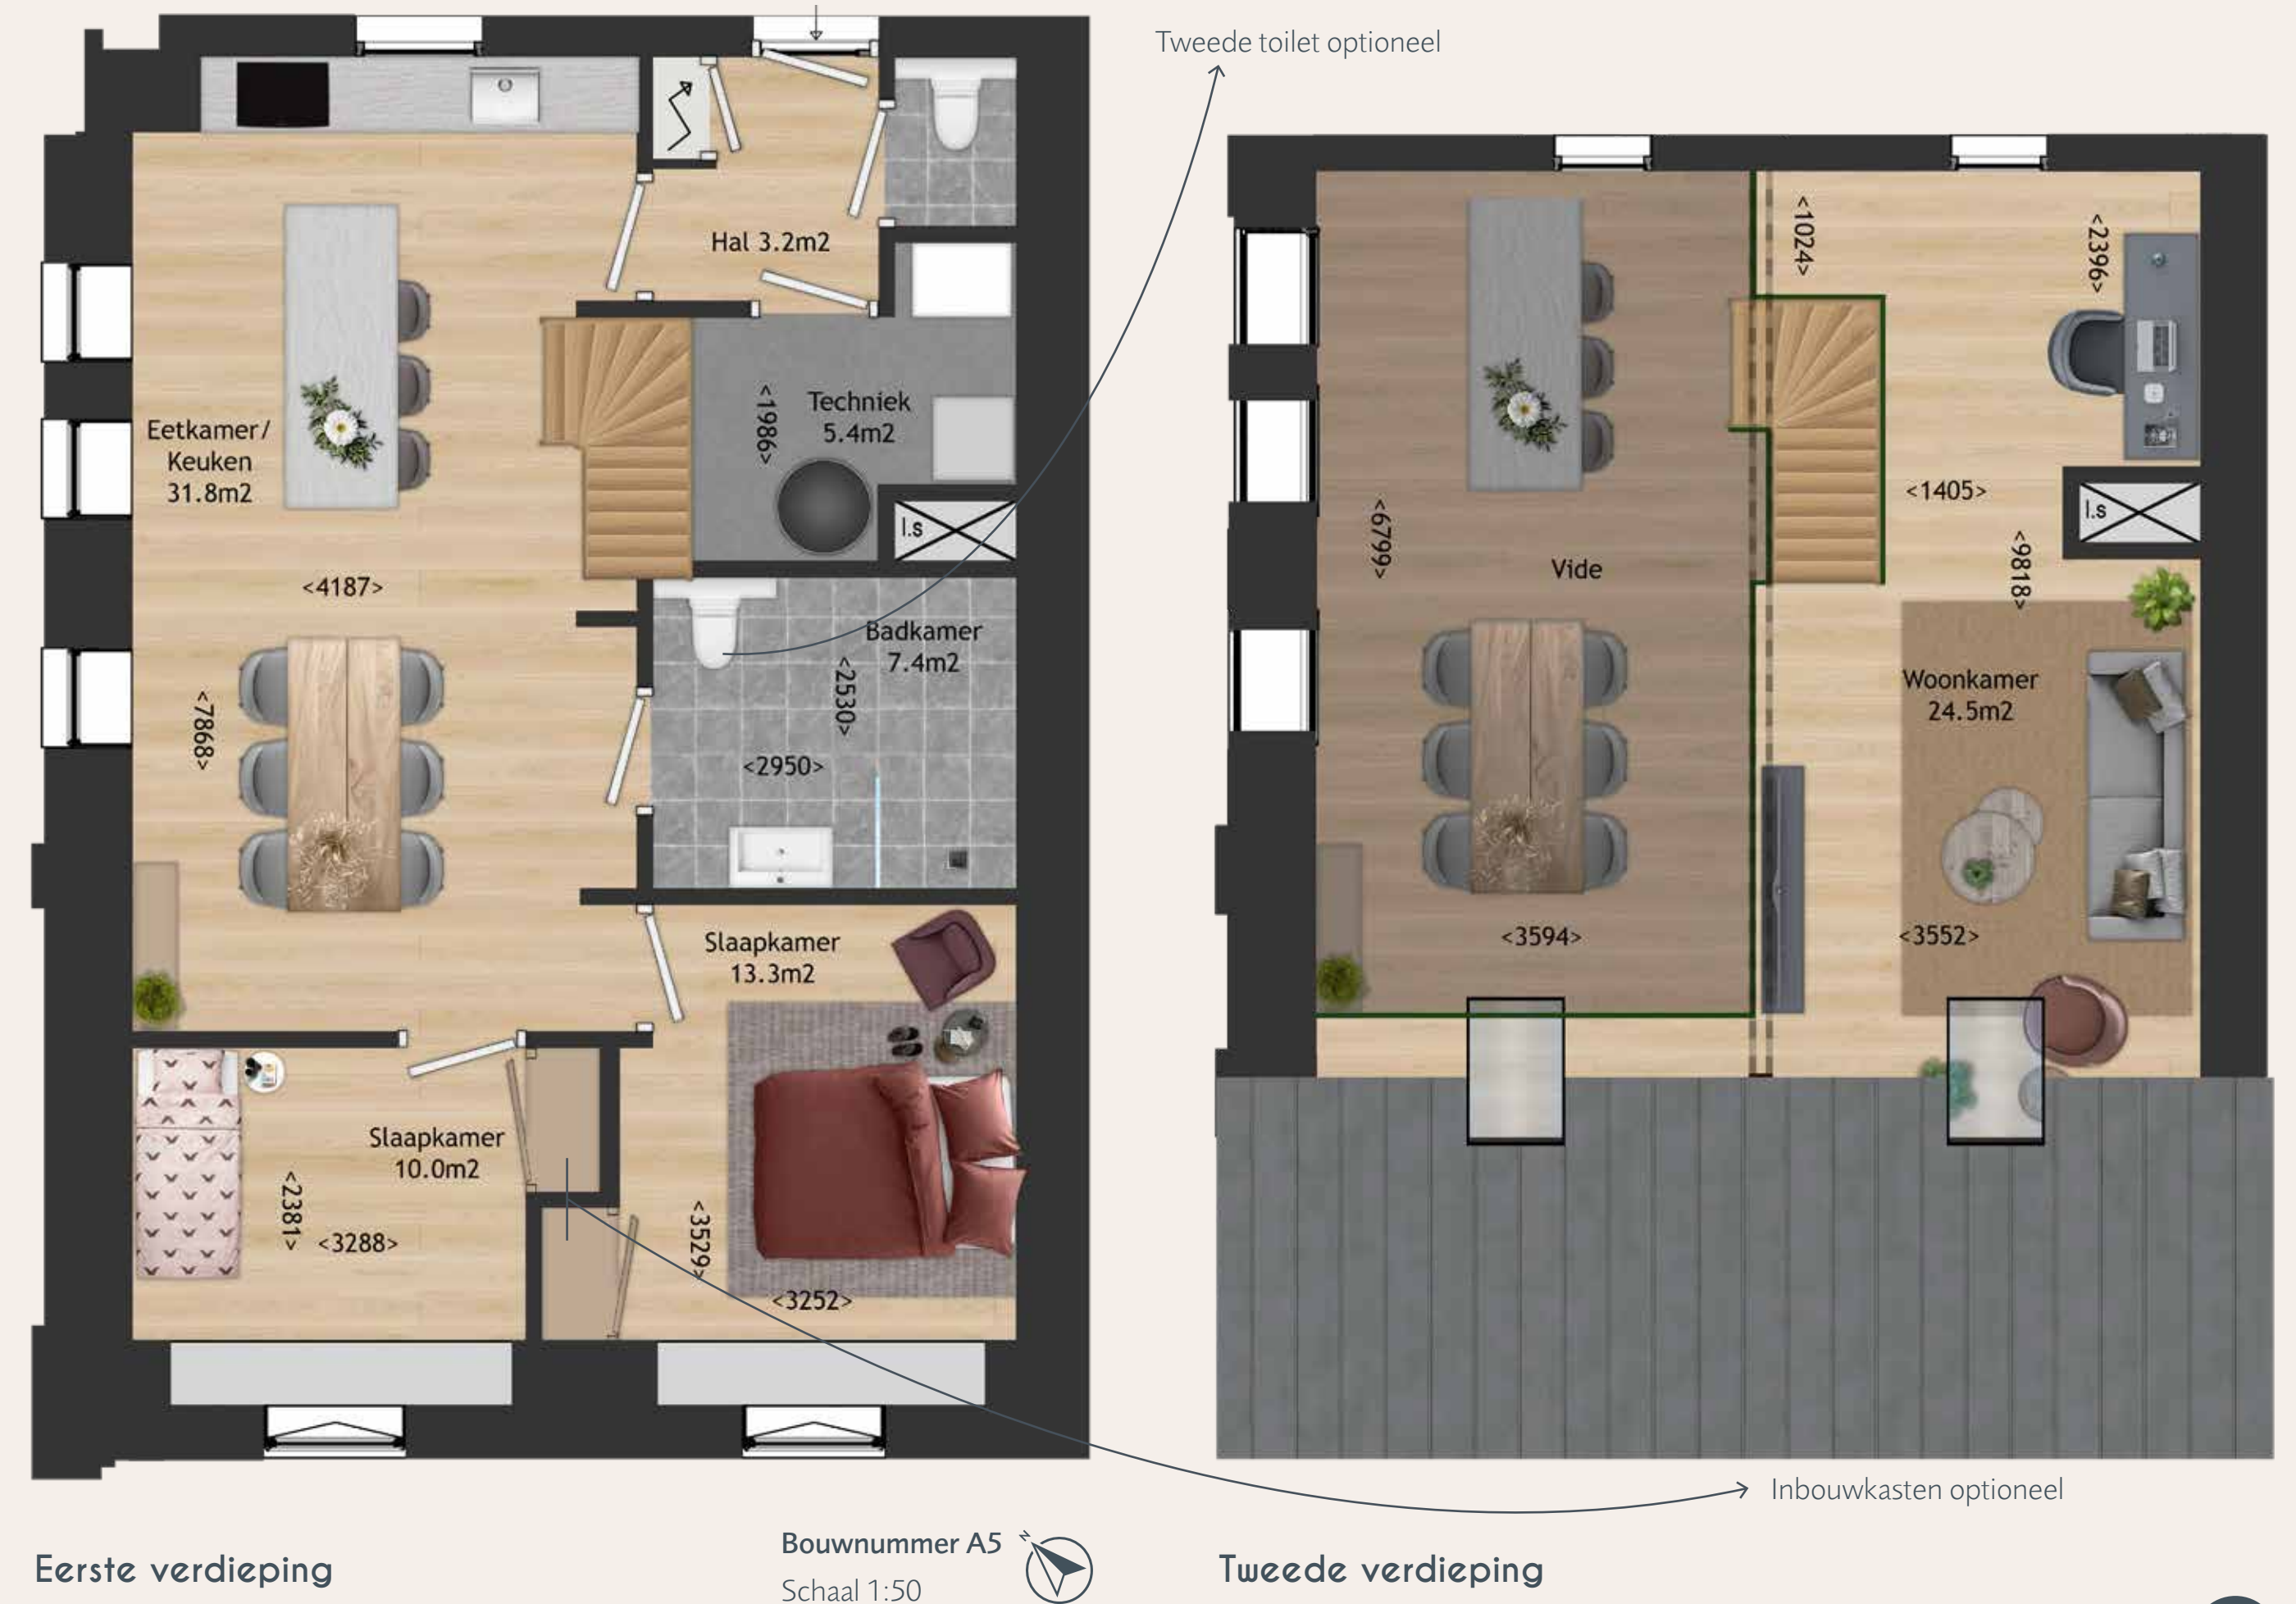 Tweede toilet optioneel
Hal 3.2m2
Techniek
5.4m2
<1986>
Eetkamer/
Keuken
31.8m2
l.s
<4187>
Badkamer
7.4m2
<2530>
<2950>
<7868>
Slaapkamer
13.3m2
Slaapkamer
10.0m2
<2381>
<3288>
<3529>
<3252>
<1024>
<2396>
<1405>
l.s
<6799>
Vide
<9818>
Woonkamer
24.5m2
<3594>
<3552>
Inbouwkasten optioneel
Eerste verdieping
Bouwnummer A5
Schaal 1:50
N
Tweede verdieping